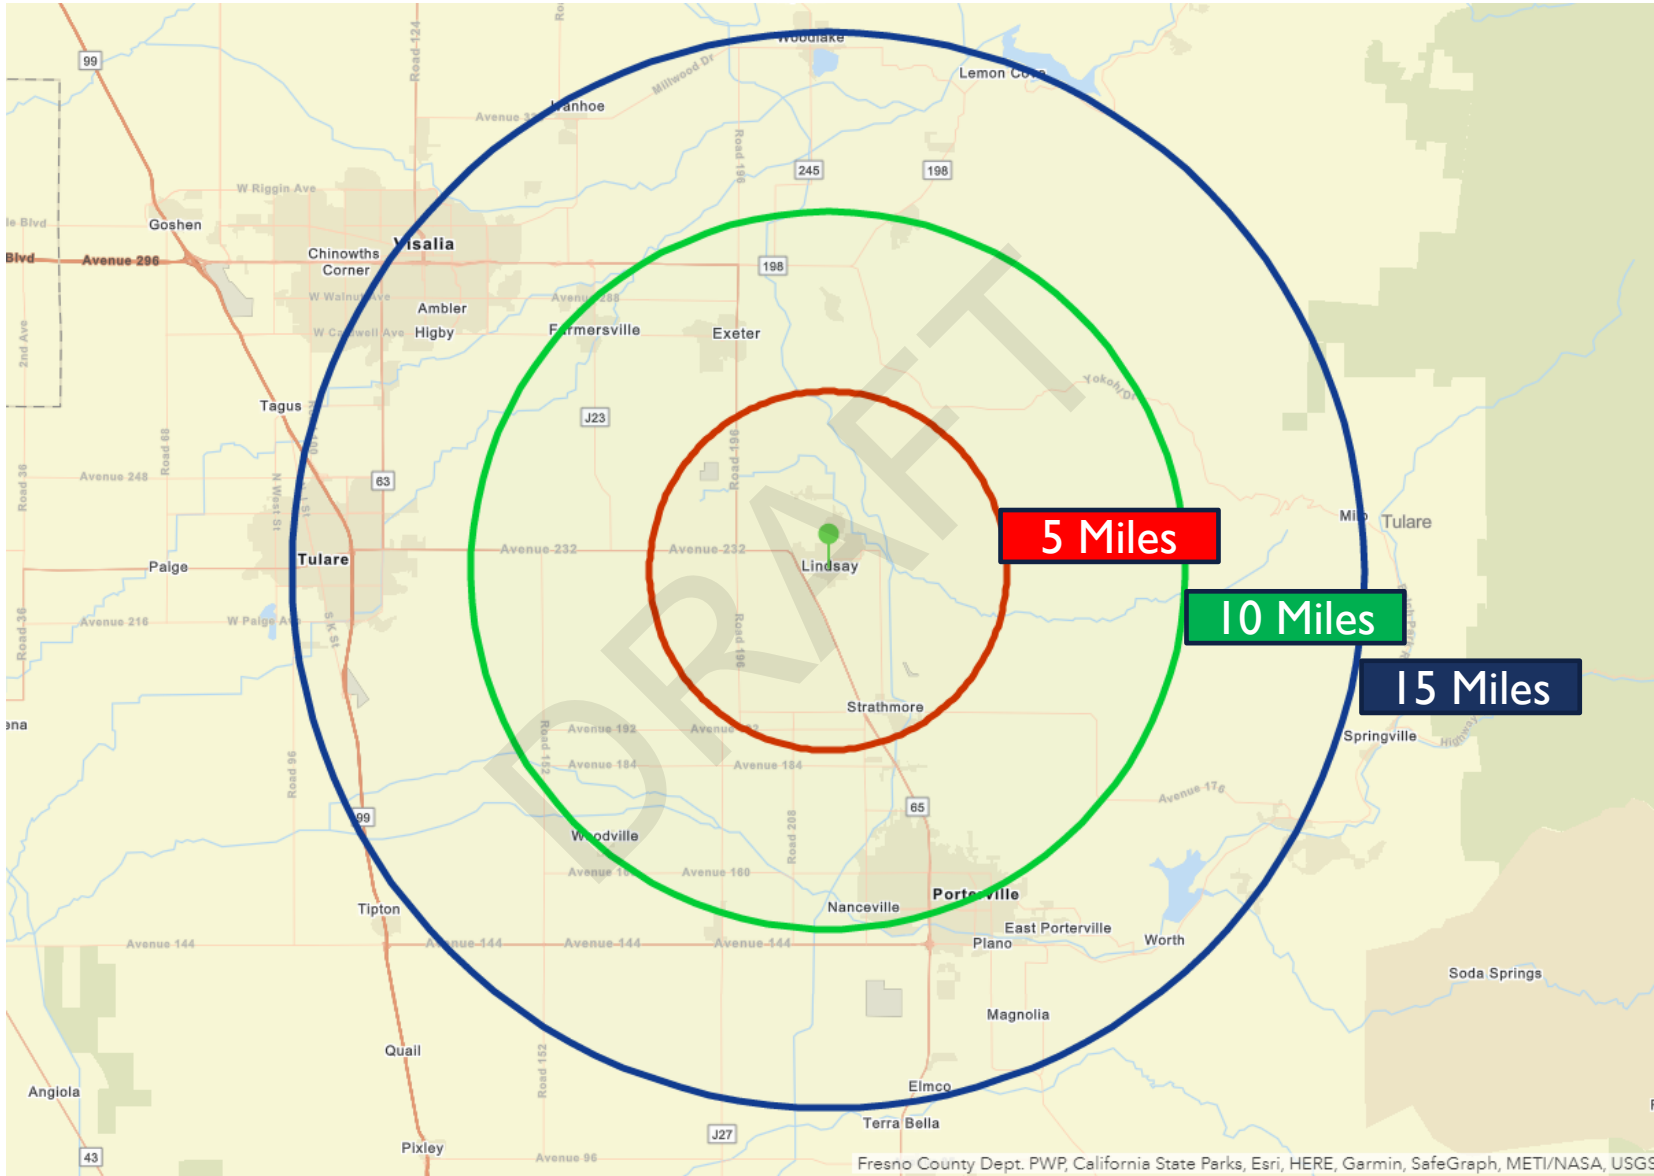 Woodlake
99
Road 124
Millwood Dr
Lemon Cove
Ivanhoe
Road 196
245
198
W Riggin Ave
Goshen
Visalia
Chinowths
Corner
Blvd
Avenue 296
198
W Walnut Ave
Avenue 288
Ambler
Higby
Farmersville
Exeter
2nd Ave
Tagus
J23
Yokohl Dr
Road 68
Road 196
Road 36
Avenue 248
N West St
63
5 Miles
Milo
Tulare
Paige
Tulare
Avenue 232
Avenue 232
Lindsay
10 Miles
Avenue 216
W Paige Ave
S K St
Road 36
Road 196
DRAFT
15 Miles
Strathmore
Springville
Avenue 192
Avenue 184
Avenue 184
Road 96
Road 152
Avenue 176
99
65
Woodville
Road 208
Avenue 160
Porterville
Nanceville
Tipton
East Porterville
Plano
Worth
Avenue 144
Avenue 144
Avenue 144
Avenue 144
Soda Springs
Magnolia
Quail
Road 152
Elmco
Angiola
Terra Bella
J27
Pixley
43
Avenue 96
Fresno County Dept. PWP, California State Parks, Esri, HERE, Garmin, SafeGraph, METI/NASA, USGS